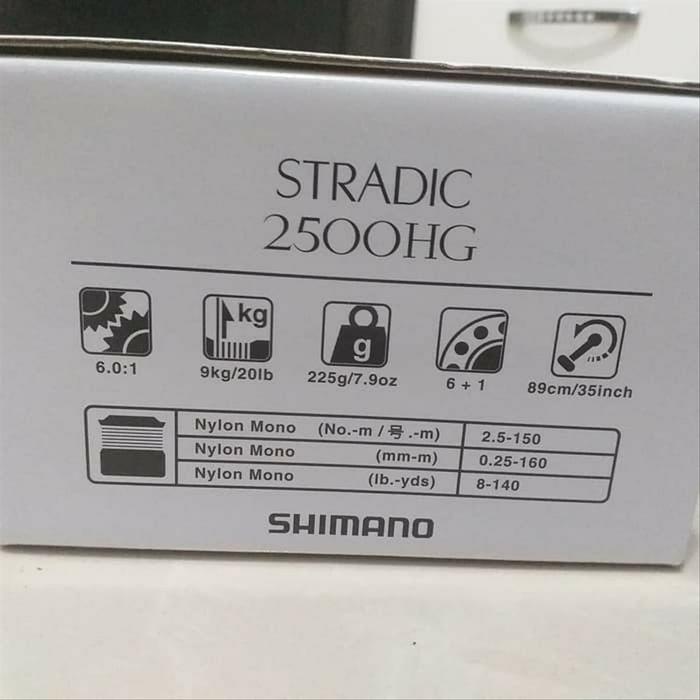 STRADIC
2500HG
kg
g
6.0:1
9kg/20lb
225g/7.9oz
6 + 1
89cm/35inch
Nylon Mono (No.-m / 号.-m) 2.5-150
Nylon Mono (mm-m) 0.25-160
Nylon Mono (lb.-yds) 8-140
SHIMANO